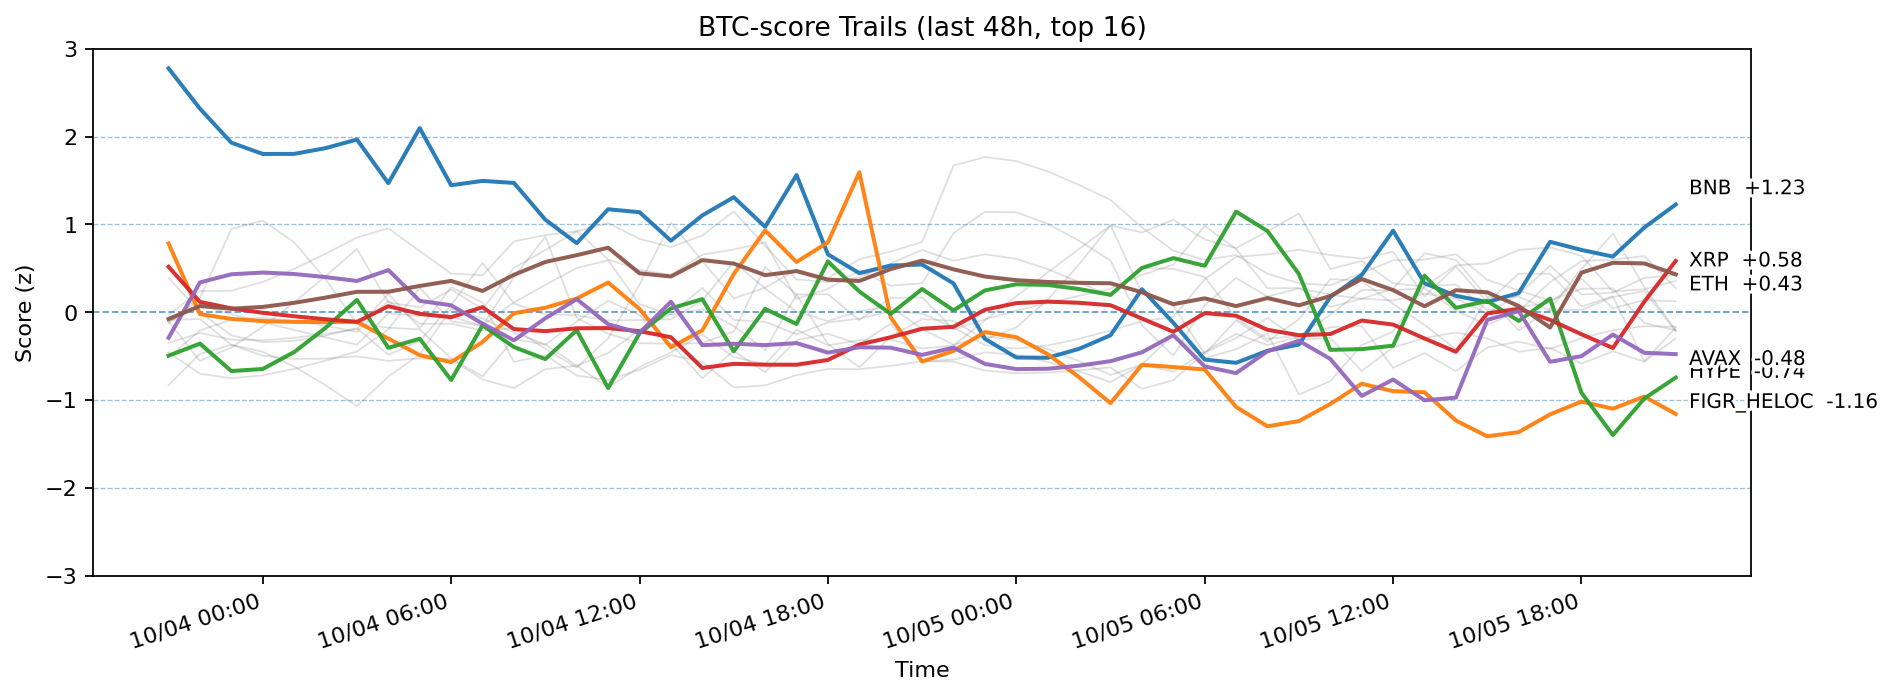 BTC-score Trails (last 48h, top 16)
3
2
1
0
−1
−2
−3
Score (z)
BNB +1.23
XRP +0.58
ETH +0.43
AVAX -0.48
HYPE -0.74
FIGR_HELOC -1.16
10/04 00:00
10/04 06:00
10/04 12:00
10/04 18:00
10/05 00:00
10/05 06:00
10/05 12:00
10/05 18:00
Time